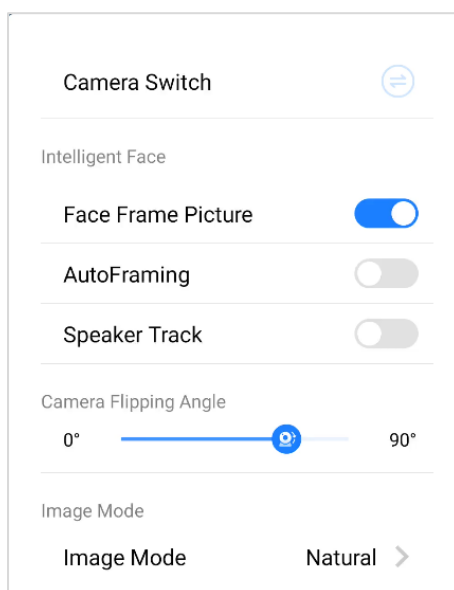 Camera Switch
Intelligent Face
Face Frame Picture
AutoFraming
Speaker Track
Camera Flipping Angle
0° 90°
Image Mode
Image Mode Natural